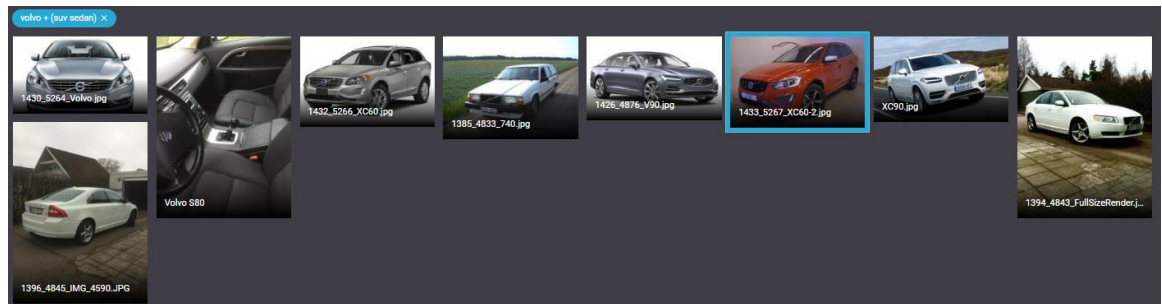 volvo + (suv sedan) ×
1430_5264_Volvo.jpg
Volvo S80
1432_5266_XC60.jpg
1385_4833_740.jpg
1426_4876_V90.jpg
1433_5267_XC60-2.jpg
XC90.jpg
1394_4843_FullSizeRender.j...
1396_4845_IMG_4590.JPG